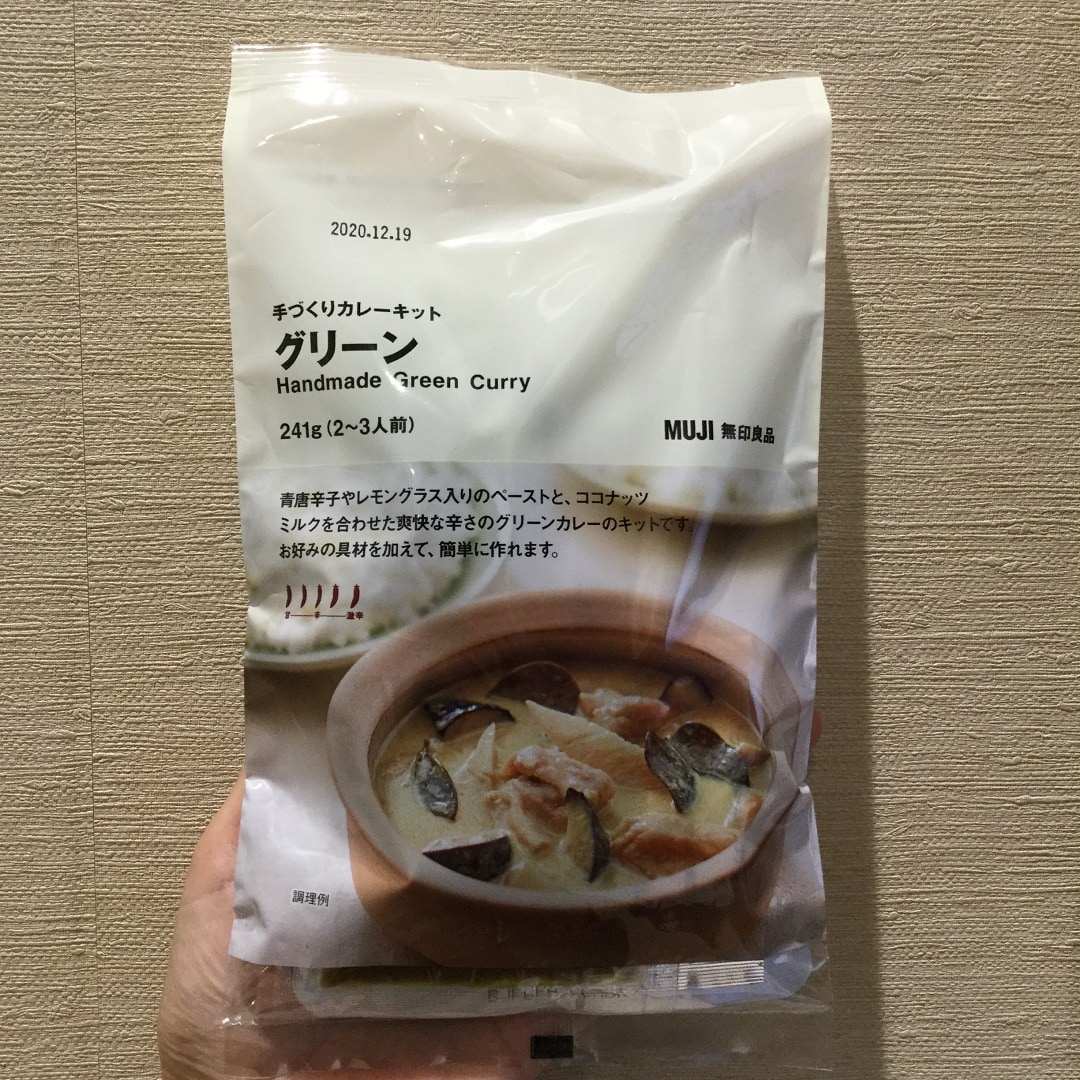 2020.12.19
手づくりカレーキット
グリーン
Handmade Green Curry
241g(2~3人前)
MUJI 無印良品
青唐辛子やレモングラス入りのペーストと、ココナッツ
ミルクを合わせた爽快な辛さのグリーンカレーのキットです。
お好みの具材を加えて、簡単に作れます。
甘 辛 激辛
調理例